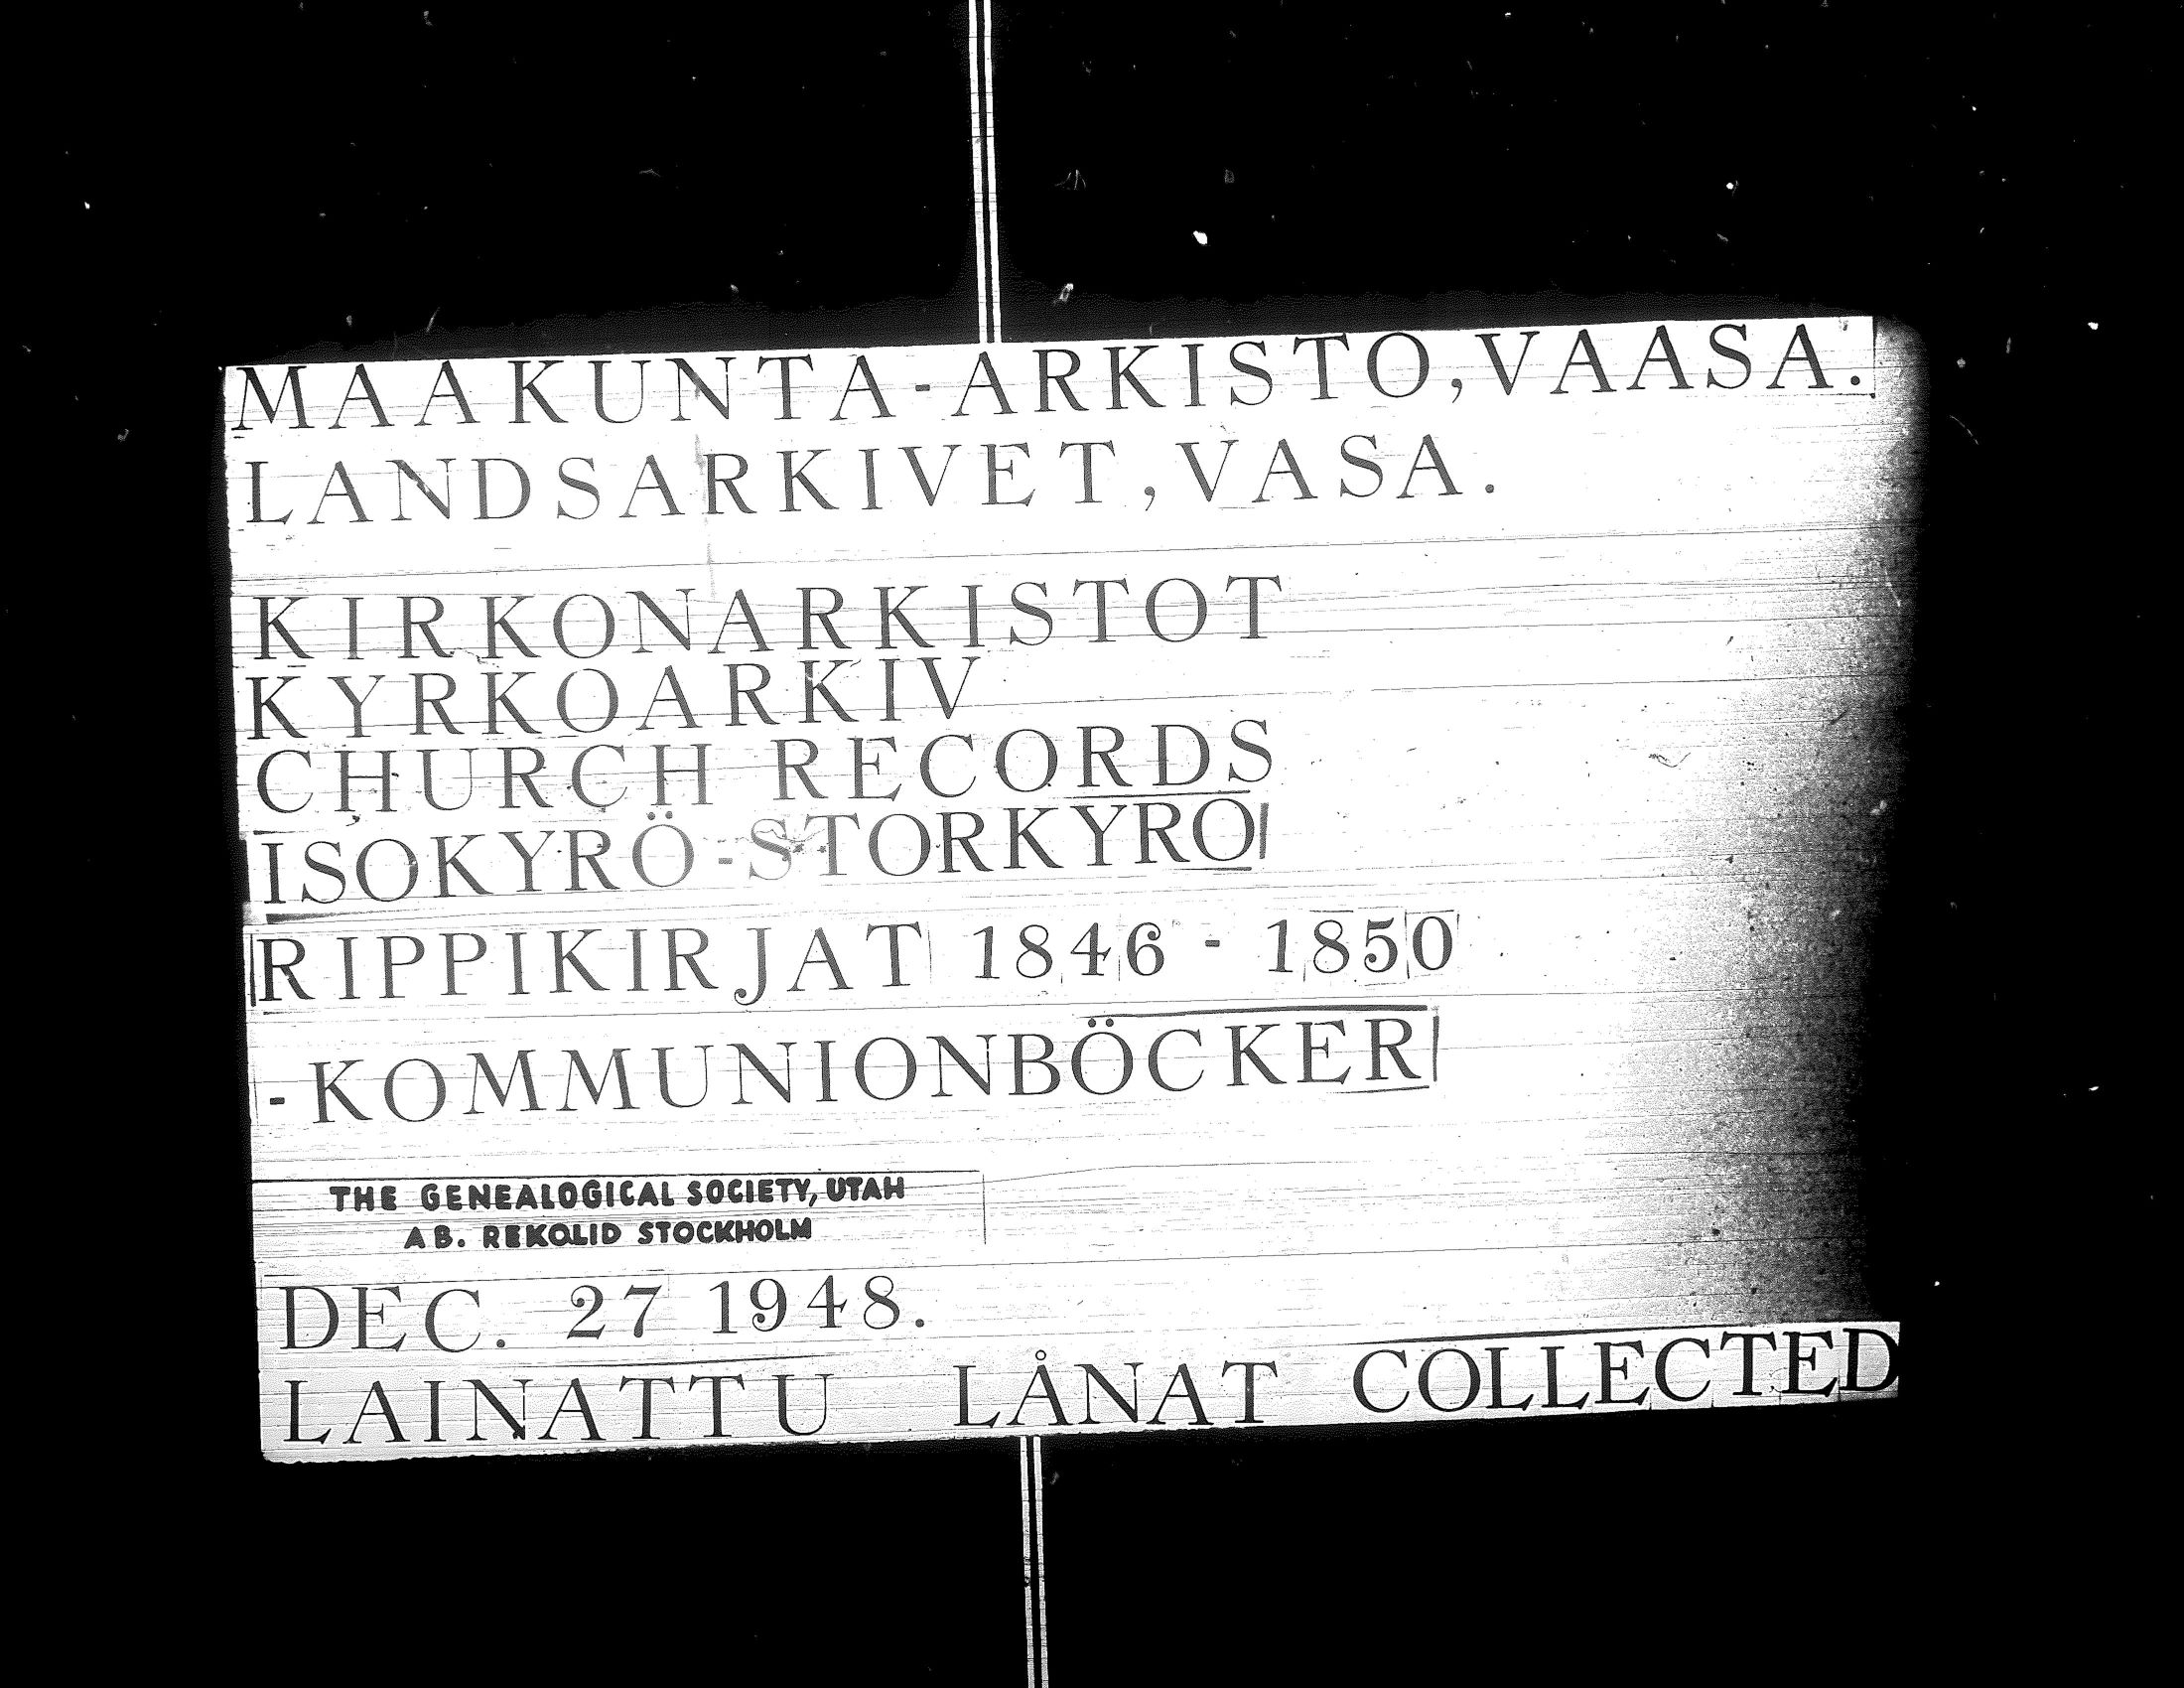 MAAKUNTA-ARKISTO, VAASA.
LANDSARKIVET, VASA.
KIRKONARKISTOT
KYRKOARKIV
CHURCH RECORDS
ISOKYRÖ-STORKYRO
RIPPIKIRJAT 1846 - 1850
-KOMMUNIONBÖCKER
THE GENEALOGICAL SOCIETY, UTAH
AB. REKOLID STOCKHOLM
DEC. 27 1948.
LAINATTU LÅNAT COLLECTED